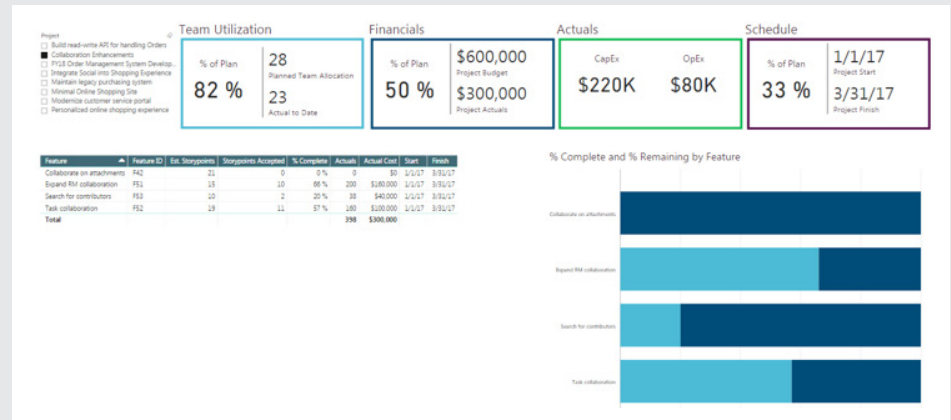 Project
Build read-write API for handling Orders
Collaboration Enhancements
FY18 Order Management System Develop...
Integrate Social into Shopping Experience
Maintain legacy purchasing system
Minimal Online Shopping Site
Modernize customer service portal
Personalized online shopping experience
Team Utilization
% of Plan
82 %
28
Planned Team Allocation
23
Actual to Date
Financials
% of Plan
50 %
$600,000
Project Budget
$300,000
Project Actuals
Actuals
CapEx
$220K
OpEx
$80K
Schedule
% of Plan
33 %
1/1/17
Project Start
3/31/17
Project Finish
Feature Feature ID Est. Storypoints Storypoints Accepted % Complete Actuals Actual Cost Start Finish
Collaborate on attachments F42 21 0 0 % 0 $0 1/1/17 3/31/17
Expand RM collaboration F51 15 10 66 % 200 $160,000 1/1/17 3/31/17
Search for contributors F53 10 2 20 % 38 $40,000 1/1/17 3/31/17
Task collaboration F52 19 11 57 % 160 $100,000 1/1/17 3/31/17
Total 398 $300,000
% Complete and % Remaining by Feature
Collaborate on attachments
Expand RM collaboration
Search for contributors
Task collaboration